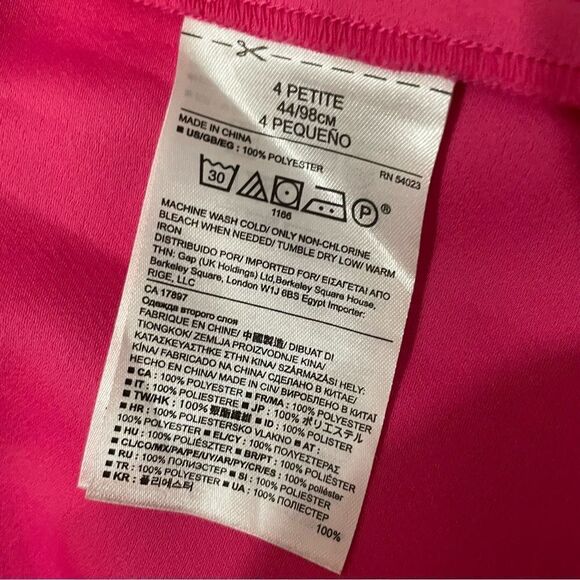 4 PETITE
44/98CM
4 PEQUEÑO
MADE IN CHINA
RN 54023
■ US/GB/EG : 100% POLYESTER
30
P®
1166
MACHINE WASH COLD/ ONLY NON-CHLORINE
BLEACH WHEN NEEDED/ TUMBLE DRY LOW/ WARM
IRON
DISTRIBUIDO POR/ IMPORTED FOR/ ΕΙΣΑΓΕΤΑΙ ΑΠΟ
ΤΗΝ: Gap (UK Holdings) Ltd,Berkeley Square House,
Berkeley Square, London W1J 6BS Egypt Importer:
RIGE, LLC
CA 17897
Одежда второго слоя
FABRIQUE EN CHINE/ 中國製造/ DIBUAT DI
TIONGKOK/ ZEMLJA PROIZVODNJE KINA/
ΚΑΤΑΣΚΕΥΑΣΤΗΚΕ ΣΤΗΝ ΚΙΝΑ/ SZÁRMAZÁSI HELY:
KÍNA/ FABRICADO NA CHINA/ СДЕЛАНО В КИТАЕ/
HECHO EN CHINA/ MADE IN CIN/ ВИРОБЛЕНО В КИТАЇ
■ CA : 100% POLYESTER ■ FR/MA : 100% POLYESTER
■ IT : 100% POLIESTERE ■ JP : 100% ポリエステル
■ TW/HK : 100% 聚酯纖維 ■ ID : 100% POLISTER
■ HR : 100% POLIESTERSKO VLAKNO ■ AT :
100% POLYESTER ■ EL/CY : 100% ΠΟΛΥΕΣΤΕΡΑΣ
■ HU : 100% POLIÉSZTER ■ BR/PT : 100% POLIÉSTER
■ CL/CO/MX/PA/PE/UY/AR/PY/CR/ES : 100% poliéster
■ RU : 100% ПОЛИЭСТЕР ■ SI : 100% poliester
■ TR : 100% POLYESTER ■ UA : 100% ПОЛІЕСТЕР
■ KR : 폴리에스터
100%